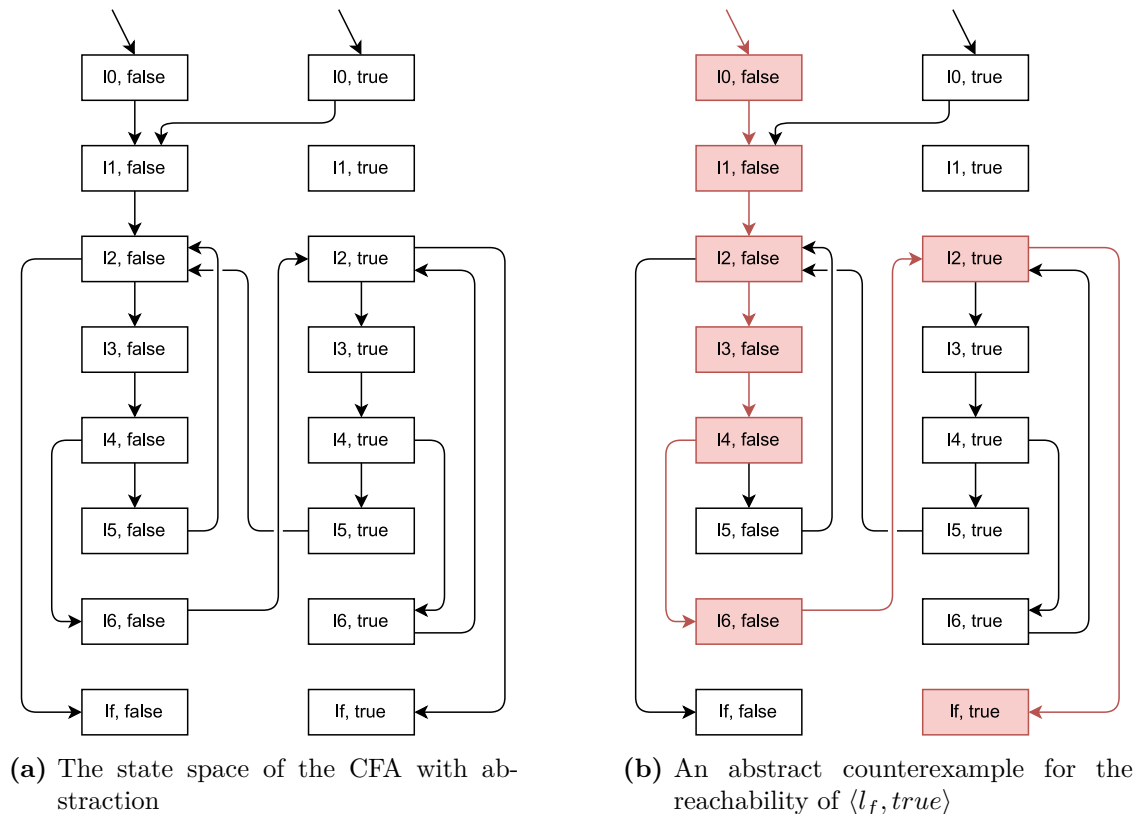 l0, false
l0, true
l1, false
l1, true
l2, false
l2, true
l3, false
l3, true
l4, false
l4, true
l5, false
l5, true
l6, false
l6, true
lf, false
lf, true
(a) The state space of the CFA with ab-
straction
l0, false
l0, true
l1, false
l1, true
l2, false
l2, true
l3, false
l3, true
l4, false
l4, true
l5, false
l5, true
l6, false
l6, true
lf, false
lf, true
(b) An abstract counterexample for the
reachability of ⟨l_f, true⟩